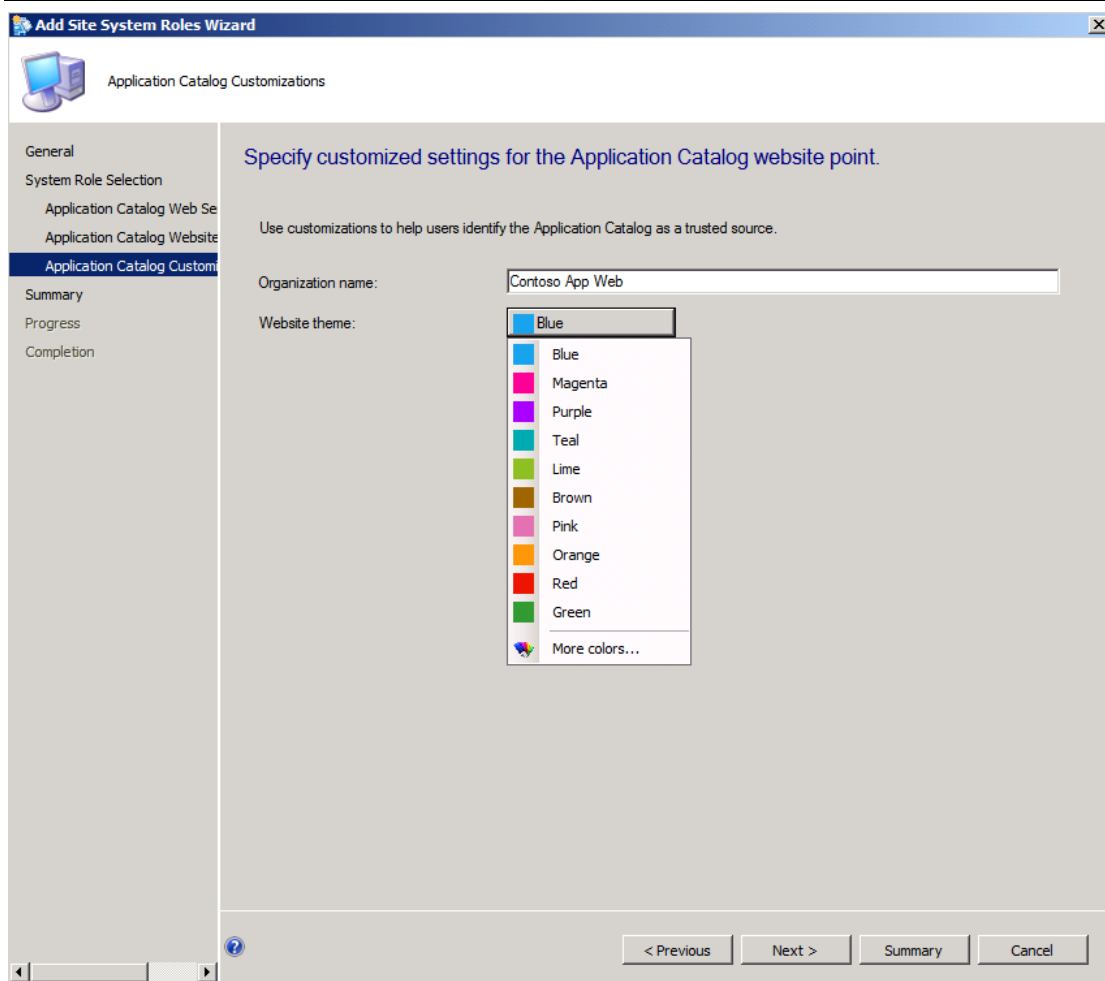 Add Site System Roles Wizard
Application Catalog Customizations
General
System Role Selection
Application Catalog Web Se
Application Catalog Website
Application Catalog Customi
Summary
Progress
Completion
Specify customized settings for the Application Catalog website point.
Use customizations to help users identify the Application Catalog as a trusted source.
Organization name: Contoso App Web
Website theme: Blue
Blue
Magenta
Purple
Teal
Lime
Brown
Pink
Orange
Red
Green
More colors...
< Previous Next > Summary Cancel